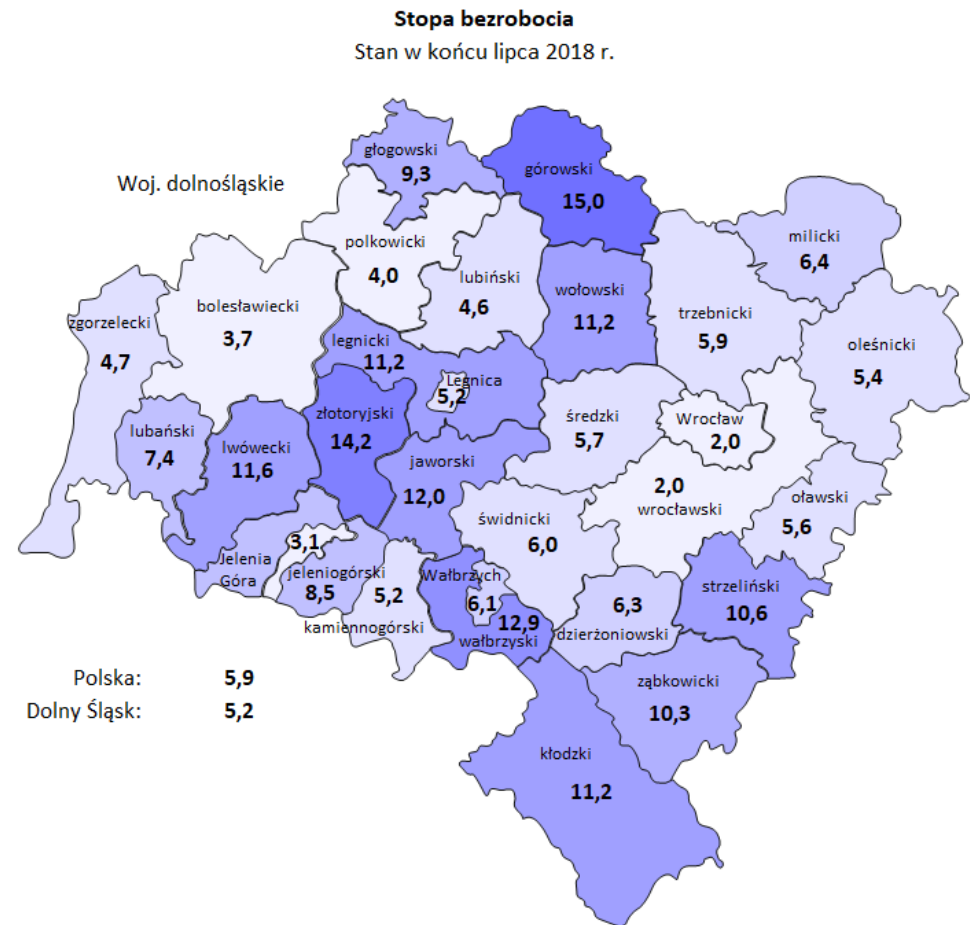 Stopa bezrobocia
Stan w końcu lipca 2018 r.
Woj. dolnośląskie
głogowski
9,3
górowski
15,0
milicki
6,4
polkowicki
4,0
lubiński
4,6
wołowski
11,2
trzebnicki
5,9
oleśnicki
5,4
zgorzelecki
4,7
bolesławiecki
3,7
legnicki
11,2
Legnica
5,2
złotoryjski
14,2
średzki
5,7
Wrocław
2,0
lubański
7,4
lwówecki
11,6
jaworski
12,0
2,0
wrocławski
oławski
5,6
świdnicki
6,0
Jelenia
Góra
3,1
jeleniogórski
8,5
5,2
kamiennogórski
Wałbrzych
6,1
12,9
wałbrzyski
6,3
dzierżoniowski
strzeliński
10,6
ząbkowicki
10,3
kłodzki
11,2
Polska: 5,9
Dolny Śląsk: 5,2